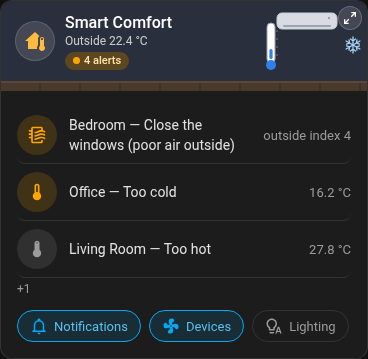 Smart Comfort
Outside 22.4 °C
4 alerts
Bedroom — Close the
windows (poor air outside)
outside index 4
Office — Too cold
16.2 °C
Living Room — Too hot
27.8 °C
+1
Notifications
Devices
Lighting